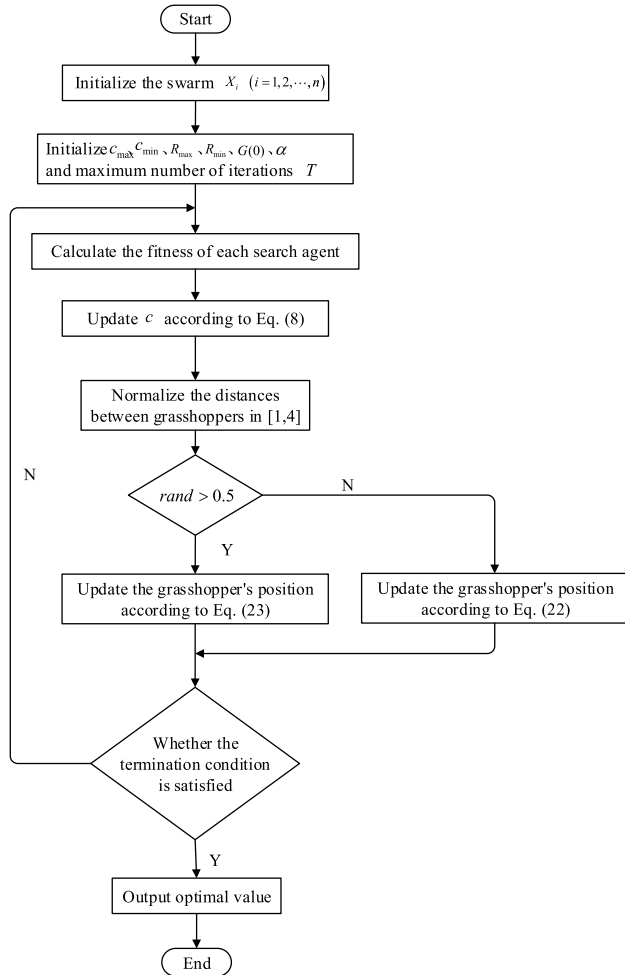 Start
Initialize the swarm X_i (i=1,2,⋯,n)
Initialize c_max、c_min、R_max、R_min、G(0)、α
and maximum number of iterations T
Calculate the fitness of each search agent
Update c according to Eq. (8)
Normalize the distances
between grasshoppers in [1,4]
rand > 0.5
N
Y
Update the grasshopper's position
according to Eq. (23)
Update the grasshopper's position
according to Eq. (22)
N
Whether the
termination condition
is satisfied
Y
Output optimal value
End